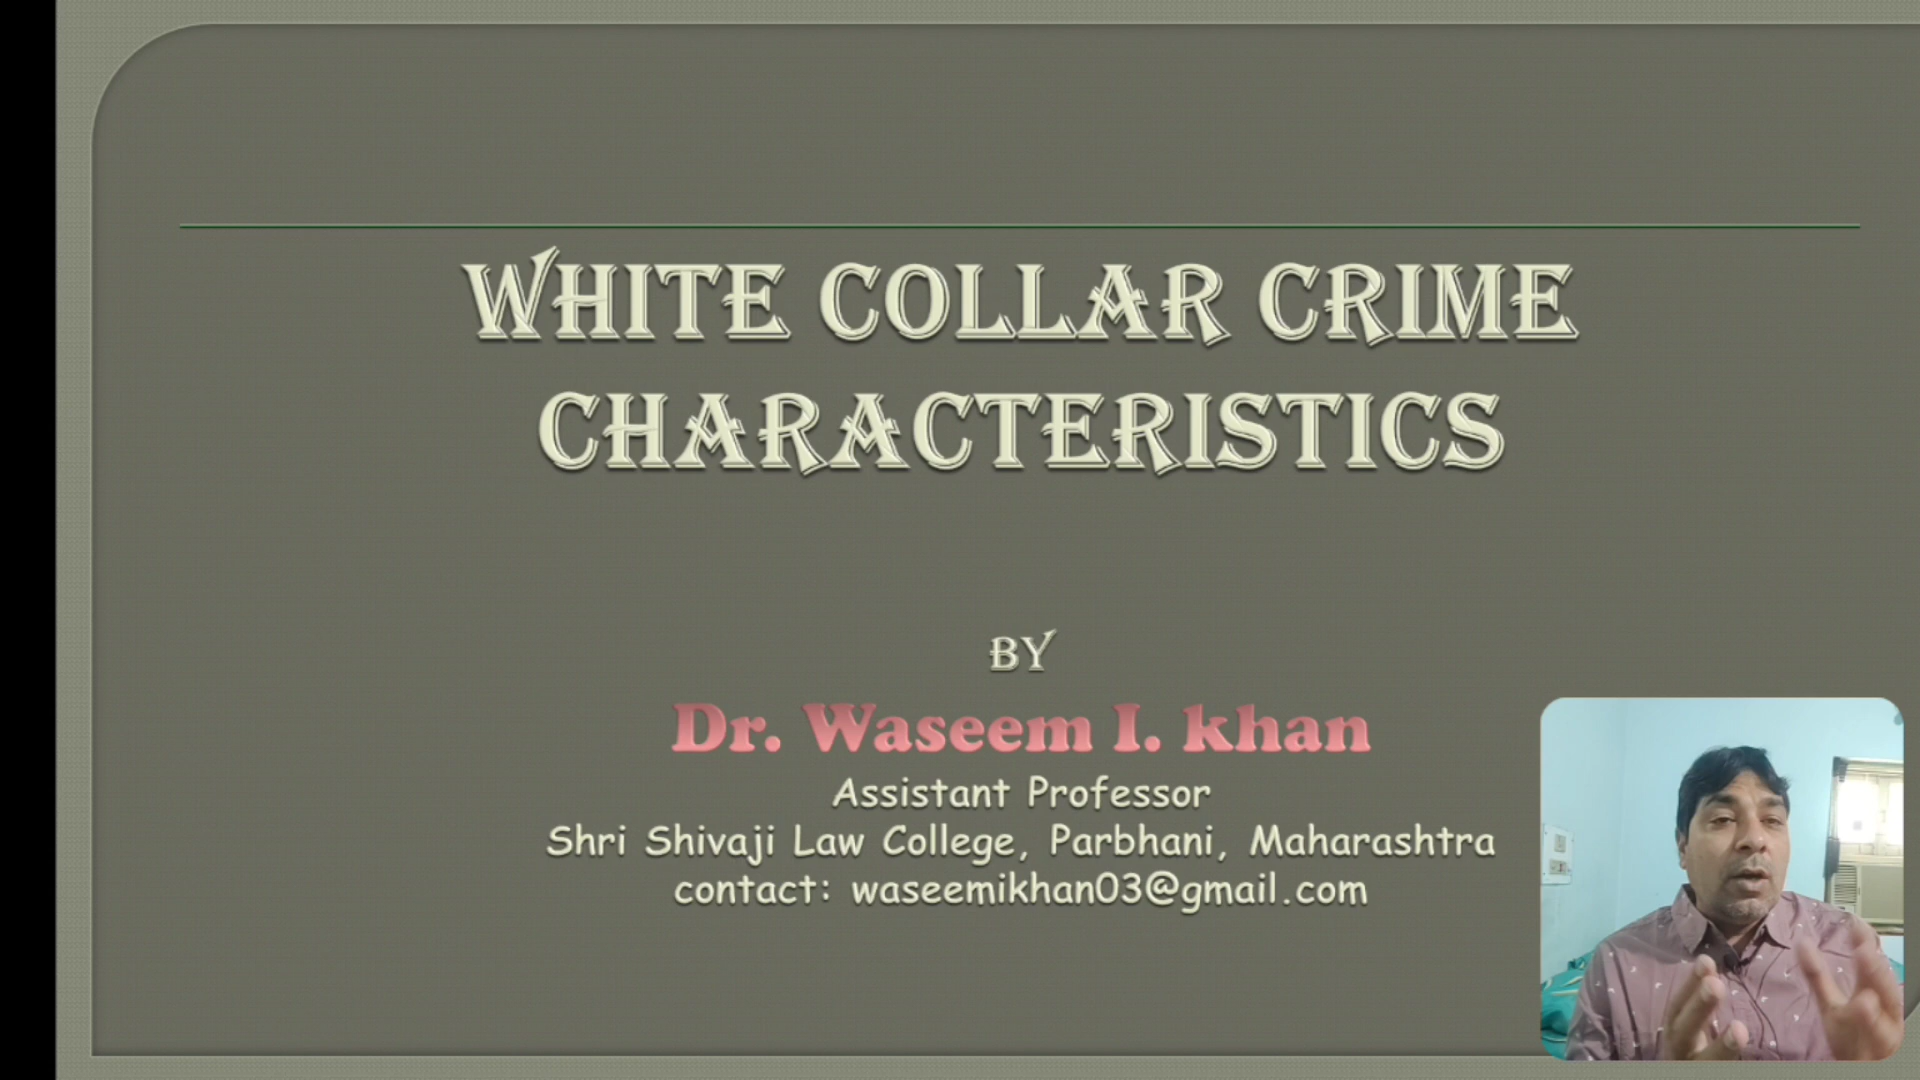 WHITE COLLAR CRIME
CHARACTERISTICS
BY
Dr. Waseem I. khan
Assistant Professor
Shri Shivaji Law College, Parbhani, Maharashtra
contact: waseemikhan03@gmail.com